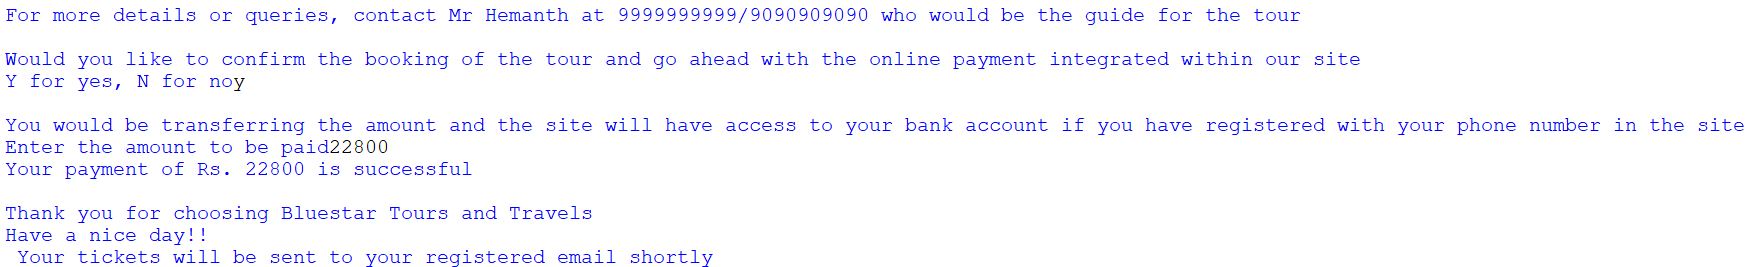 For more details or queries, contact Mr Hemanth at 9999999999/9090909090 who would be the guide for the tour
Would you like to confirm the booking of the tour and go ahead with the online payment integrated within our site
Y for yes, N for noy
You would be transferring the amount and the site will have access to your bank account if you have registered with your phone number in the site
Enter the amount to be paid22800
Your payment of Rs. 22800 is successful
Thank you for choosing Bluestar Tours and Travels
Have a nice day!!
Your tickets will be sent to your registered email shortly